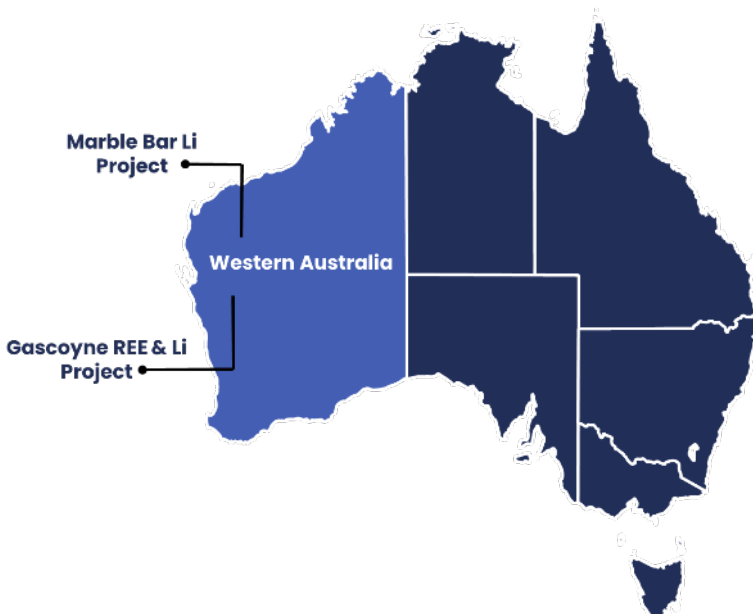 Marble Bar Li
Project
Western Australia
Gascoyne REE & Li
Project